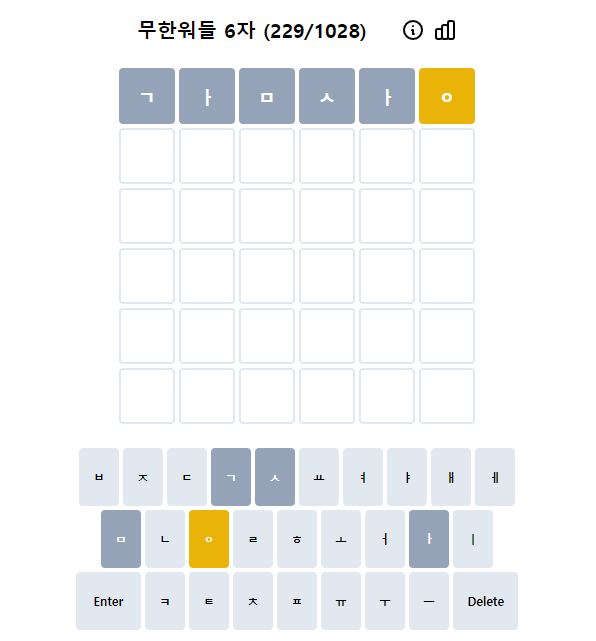 무한워들 6자 (229/1028)
ㄱ ㅏ ㅁ ㅅ ㅏ ㅇ
ㅂ ㅈ ㄷ ㄱ ㅅ ㅛ ㅕ ㅑ ㅐ ㅔ
ㅁ ㄴ ㅇ ㄹ ㅎ ㅗ ㅓ ㅏ ㅣ
Enter ㅋ ㅌ ㅊ ㅍ ㅠ ㅜ ㅡ Delete